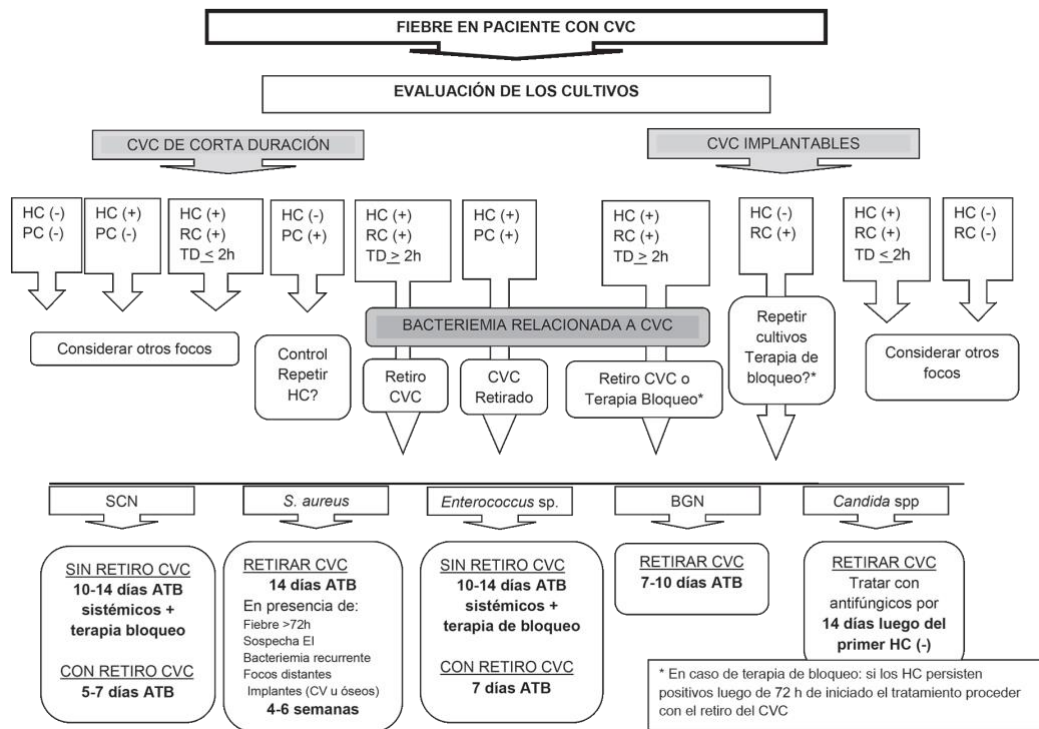 FIEBRE EN PACIENTE CON CVC
EVALUACIÓN DE LOS CULTIVOS
CVC DE CORTA DURACIÓN
CVC IMPLANTABLES
HC (-)
PC (-)
HC (+)
PC (-)
HC (+)
RC (+)
TD < 2h
HC (-)
PC (+)
HC (+)
RC (+)
TD > 2h
HC (+)
PC (+)
HC (+)
RC (+)
TD > 2h
HC (-)
RC (+)
HC (+)
RC (+)
TD < 2h
HC (-)
RC (-)
BACTERIEMIA RELACIONADA A CVC
Considerar otros focos
Control
Repetir
HC?
Retiro
CVC
CVC
Retirado
Retiro CVC o
Terapia Bloqueo*
Repetir
cultivos
Terapia de
bloqueo?*
Considerar otros
focos
SCN
S. aureus
Enterococcus sp.
BGN
Candida spp
SIN RETIRO CVC
10-14 días ATB
sistémicos +
terapia bloqueo
CON RETIRO CVC
5-7 días ATB
RETIRAR CVC
14 días ATB
En presencia de:
Fiebre >72h
Sospecha EI
Bacteriemia recurrente
Focos distantes
Implantes (CV u óseos)
4-6 semanas
SIN RETIRO CVC
10-14 días ATB
sistémicos +
terapia de bloqueo
CON RETIRO CVC
7 días ATB
RETIRAR CVC
7-10 días ATB
RETIRAR CVC
Tratar con
antifúngicos por
14 días luego del
primer HC (-)
* En caso de terapia de bloqueo: si los HC persisten
positivos luego de 72 h de iniciado el tratamiento proceder
con el retiro del CVC